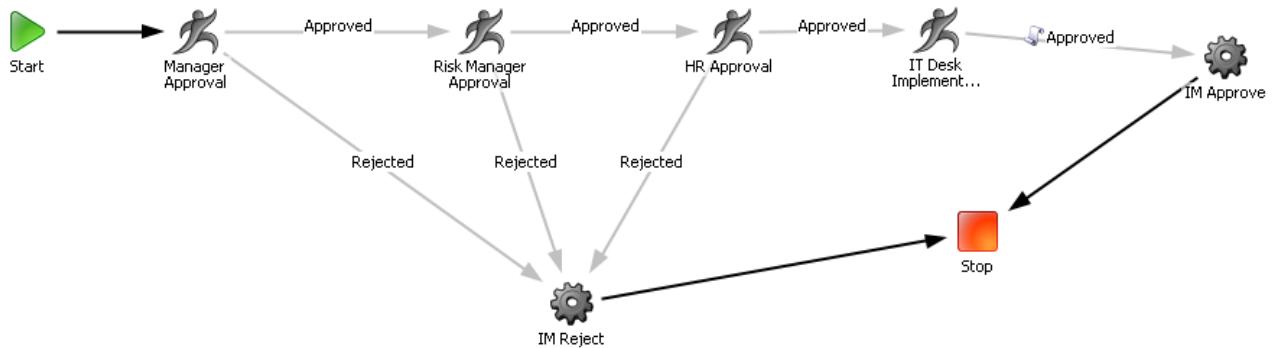 Approved
Approved
Approved
Approved
Start
Manager
Approval
Risk Manager
Approval
HR Approval
IT Desk
Implement...
IM Approve
Rejected
Rejected
Rejected
Stop
IM Reject